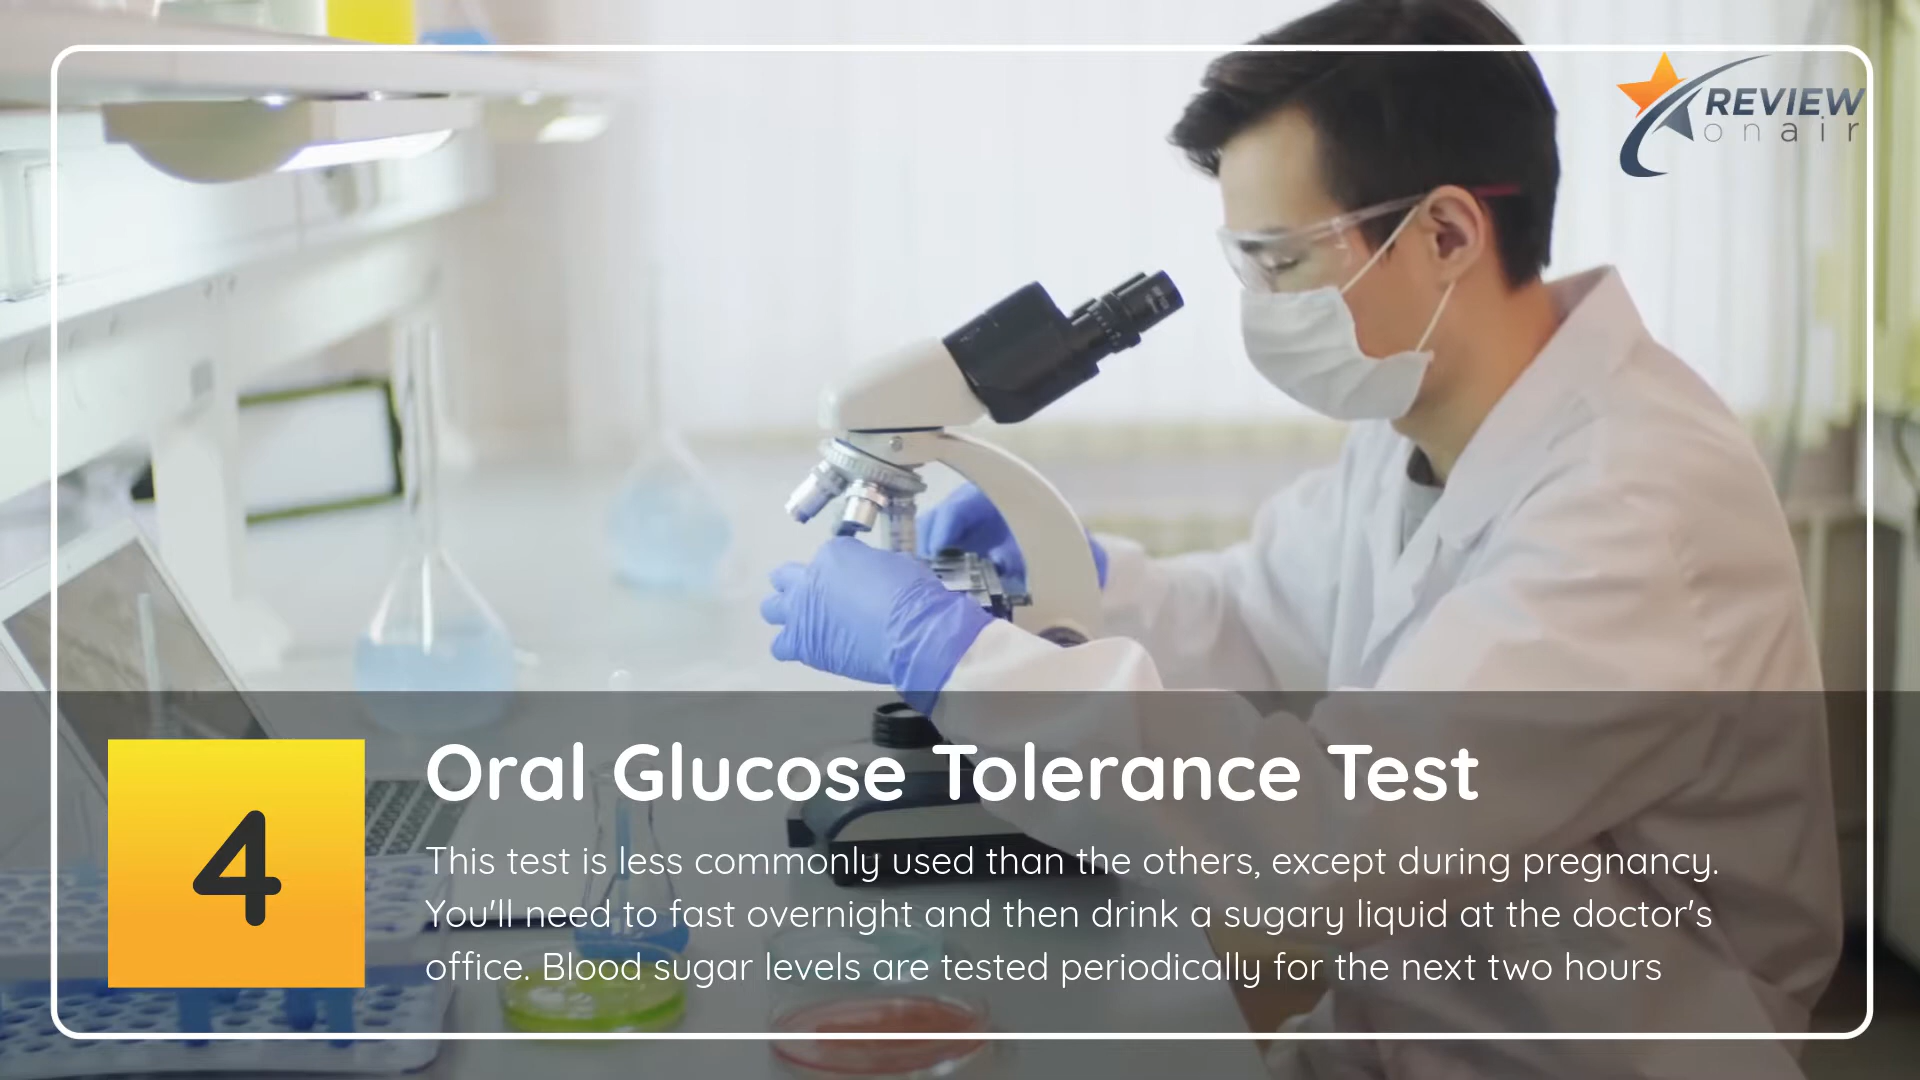 REVIEW
onair
4
Oral Glucose Tolerance Test
This test is less commonly used than the others, except during pregnancy.
You'll need to fast overnight and then drink a sugary liquid at the doctor's
office. Blood sugar levels are tested periodically for the next two hours